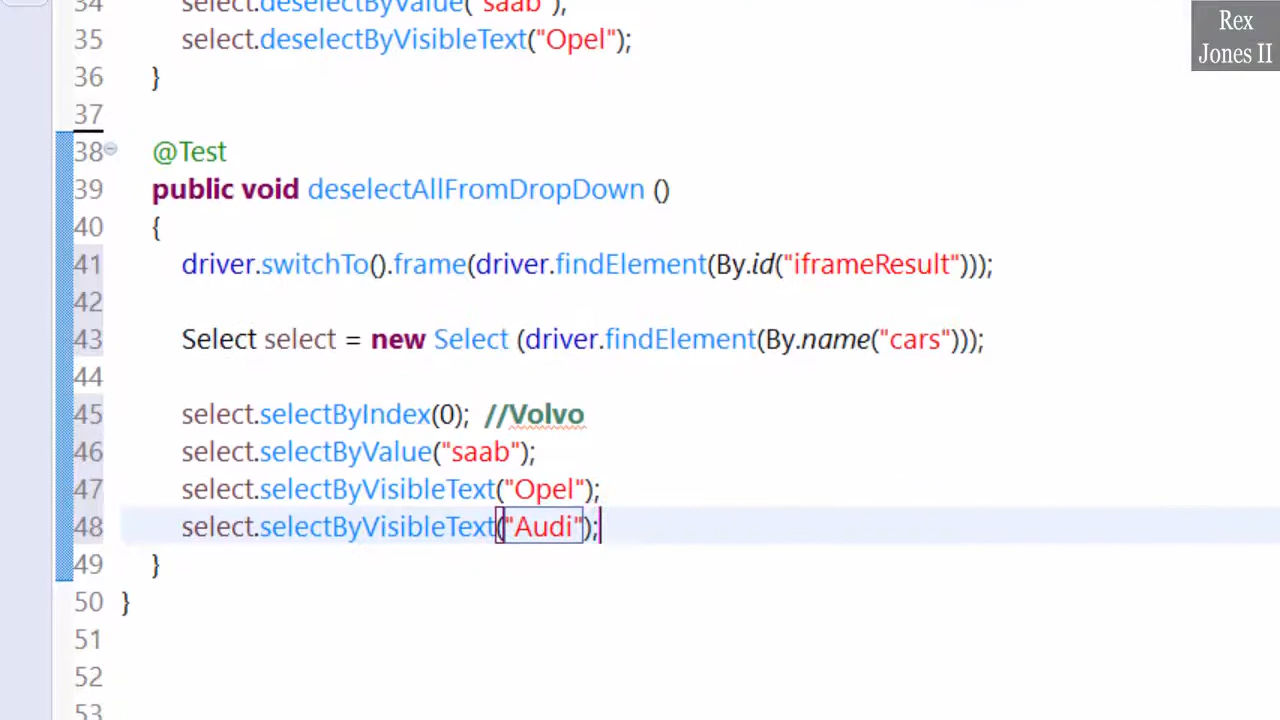 34 select.deselectByValue("saab");
Rex
Jones II
35 select.deselectByVisibleText("Opel");
36 }
37
38 @Test
39 public void deselectAllFromDropDown ()
40 {
41 driver.switchTo().frame(driver.findElement(By.id("iframeResult")));
42
43 Select select = new Select (driver.findElement(By.name("cars")));
44
45 select.selectByIndex(0); //Volvo
46 select.selectByValue("saab");
47 select.selectByVisibleText("Opel");
48 select.selectByVisibleText("Audi");
49 }
50 }
51
52
53